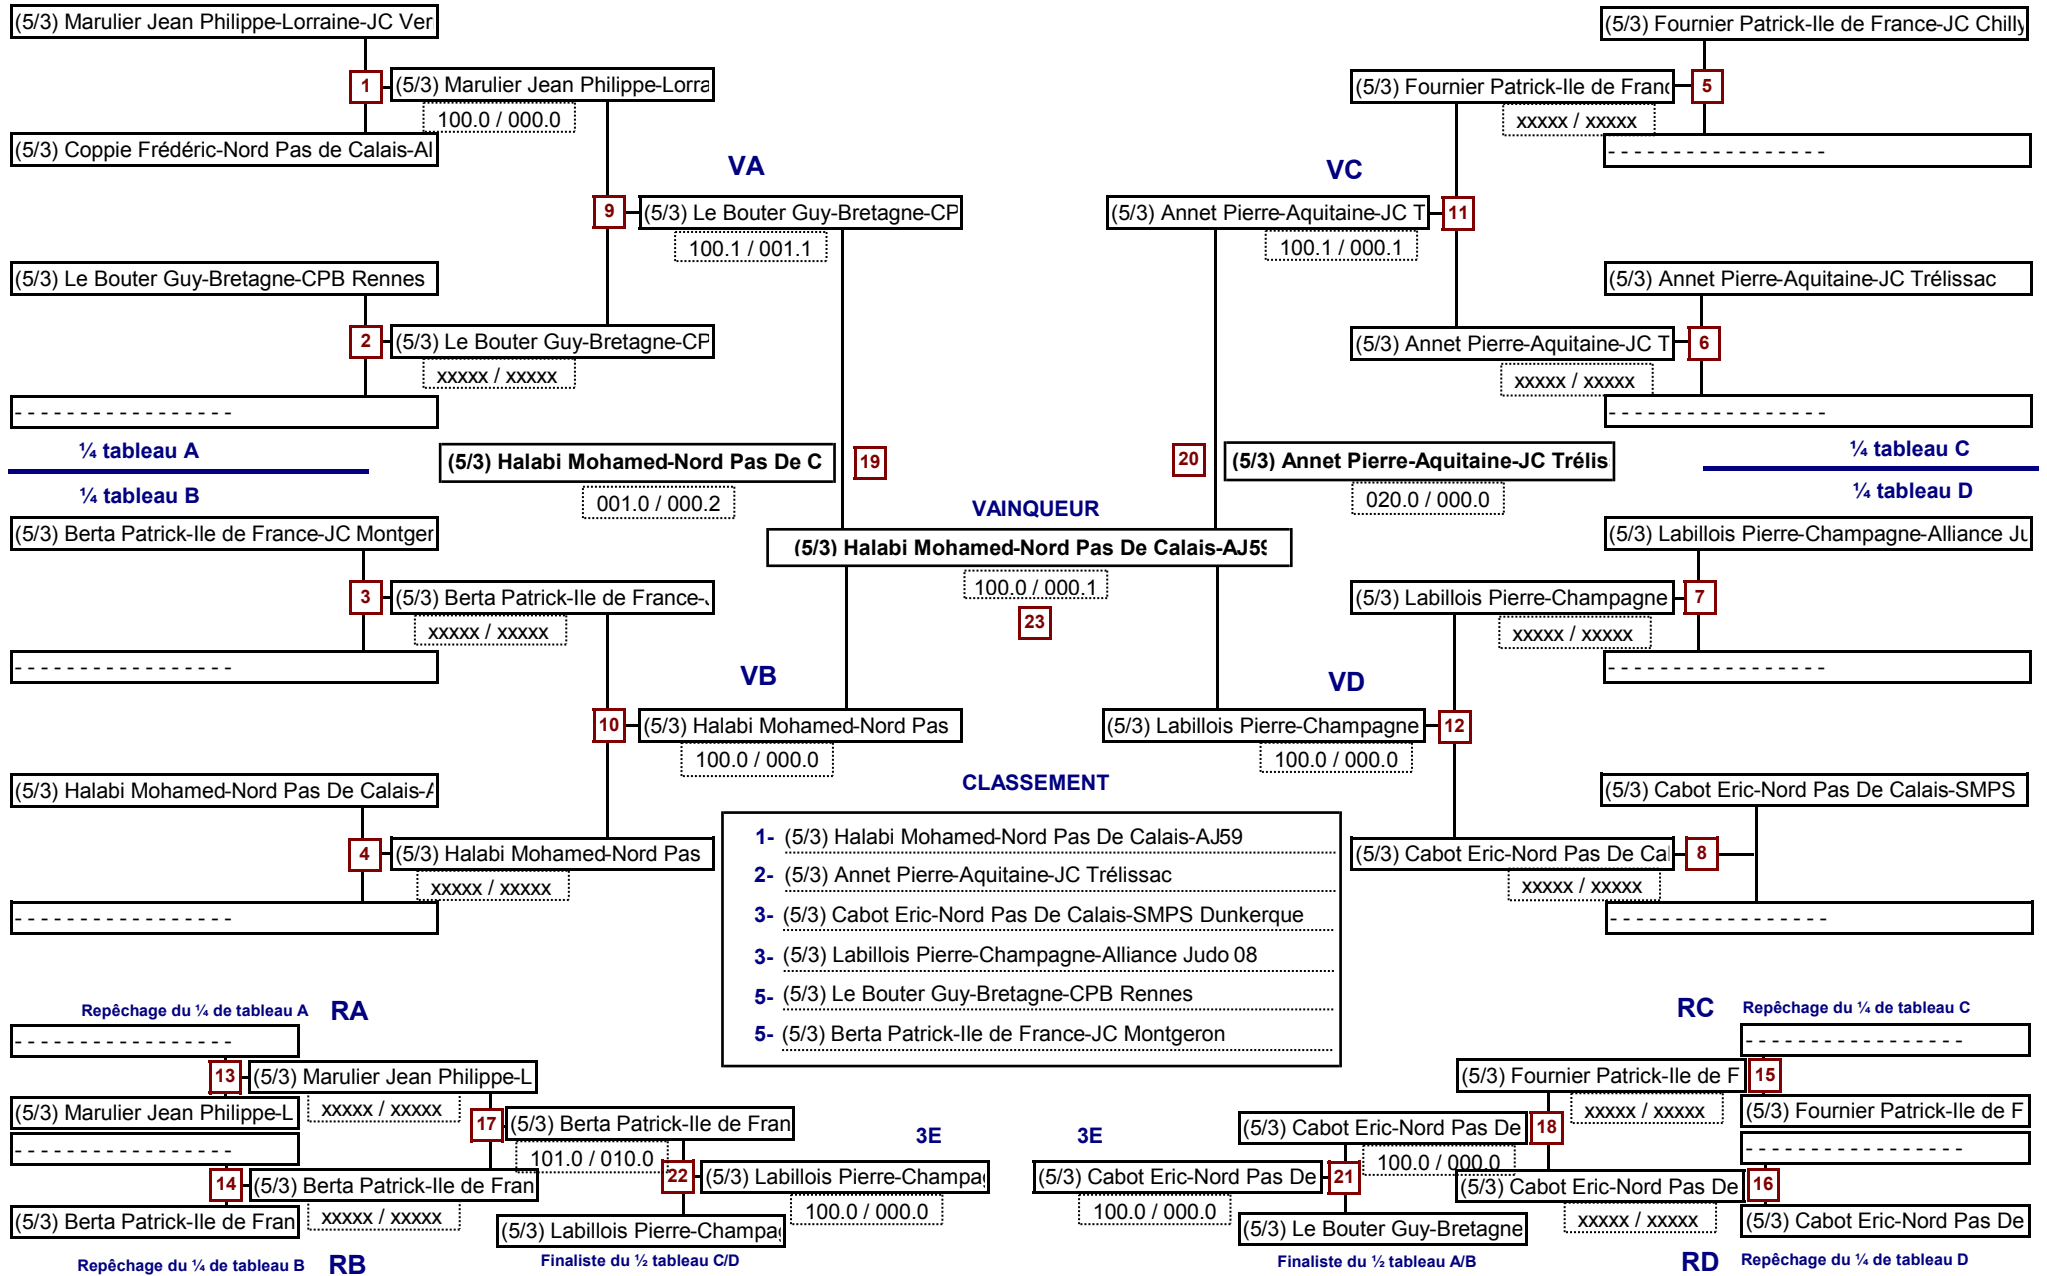 (5/3) Marulier Jean Philippe-Lorraine-JC Ver
1
(5/3) Marulier Jean Philippe-Lorra
100.0 / 000.0
(5/3) Coppie Frédéric-Nord Pas de Calais-Al
VA
9
(5/3) Le Bouter Guy-Bretagne-CP
100.1 / 001.1
(5/3) Le Bouter Guy-Bretagne-CPB Rennes
2
(5/3) Le Bouter Guy-Bretagne-CP
xxxxx / xxxxx
- - - - - - - - - - - - - - - - -
¼ tableau A
¼ tableau B
(5/3) Halabi Mohamed-Nord Pas De C
19
001.0 / 000.2
(5/3) Berta Patrick-Ile de France-JC Montger
3
(5/3) Berta Patrick-Ile de France-
xxxxx / xxxxx
- - - - - - - - - - - - - - - - -
VB
10
(5/3) Halabi Mohamed-Nord Pas
100.0 / 000.0
(5/3) Halabi Mohamed-Nord Pas De Calais-A
4
(5/3) Halabi Mohamed-Nord Pas
xxxxx / xxxxx
- - - - - - - - - - - - - - - - -
(5/3) Fournier Patrick-Ile de France-JC Chilly
5
(5/3) Fournier Patrick-Ile de Franc
xxxxx / xxxxx
- - - - - - - - - - - - - - - - -
VC
(5/3) Annet Pierre-Aquitaine-JC T
11
100.1 / 000.1
(5/3) Annet Pierre-Aquitaine-JC Trélissac
(5/3) Annet Pierre-Aquitaine-JC T
6
xxxxx / xxxxx
- - - - - - - - - - - - - - - - -
20
(5/3) Annet Pierre-Aquitaine-JC Trélis
020.0 / 000.0
¼ tableau C
¼ tableau D
VAINQUEUR
(5/3) Halabi Mohamed-Nord Pas De Calais-AJ59
100.0 / 000.1
23
(5/3) Labillois Pierre-Champagne-Alliance Ju
(5/3) Labillois Pierre-Champagne
7
xxxxx / xxxxx
- - - - - - - - - - - - - - - - -
VD
(5/3) Labillois Pierre-Champagne
12
100.0 / 000.0
(5/3) Cabot Eric-Nord Pas De Calais-SMPS
(5/3) Cabot Eric-Nord Pas De Cal
8
xxxxx / xxxxx
- - - - - - - - - - - - - - - - -
CLASSEMENT
1- (5/3) Halabi Mohamed-Nord Pas De Calais-AJ59
2- (5/3) Annet Pierre-Aquitaine-JC Trélissac
3- (5/3) Cabot Eric-Nord Pas De Calais-SMPS Dunkerque
3- (5/3) Labillois Pierre-Champagne-Alliance Judo 08
5- (5/3) Le Bouter Guy-Bretagne-CPB Rennes
5- (5/3) Berta Patrick-Ile de France-JC Montgeron
Repêchage du ¼ de tableau A RA
- - - - - - - - - - - - - - - - -
13
(5/3) Marulier Jean Philippe-L
(5/3) Marulier Jean Philippe-L
xxxxx / xxxxx
- - - - - - - - - - - - - - - - -
17
(5/3) Berta Patrick-Ile de Fran
101.0 / 010.0
14
(5/3) Berta Patrick-Ile de Fran
(5/3) Berta Patrick-Ile de Fran
xxxxx / xxxxx
22
(5/3) Labillois Pierre-Champa
3E
(5/3) Labillois Pierre-Champa
100.0 / 000.0
Repêchage du ¼ de tableau B RB
Finaliste du ½ tableau C/D
RC Repêchage du ¼ de tableau C
- - - - - - - - - - - - - - - - -
(5/3) Fournier Patrick-Ile de F
15
xxxxx / xxxxx
(5/3) Fournier Patrick-Ile de F
- - - - - - - - - - - - - - - - -
3E
(5/3) Cabot Eric-Nord Pas De
18
100.0 / 000.0
(5/3) Cabot Eric-Nord Pas De
21
100.0 / 000.0
(5/3) Cabot Eric-Nord Pas De
16
xxxxx / xxxxx
(5/3) Le Bouter Guy-Bretagne
(5/3) Cabot Eric-Nord Pas De
Finaliste du ½ tableau A/B
RD Repêchage du ¼ de tableau D